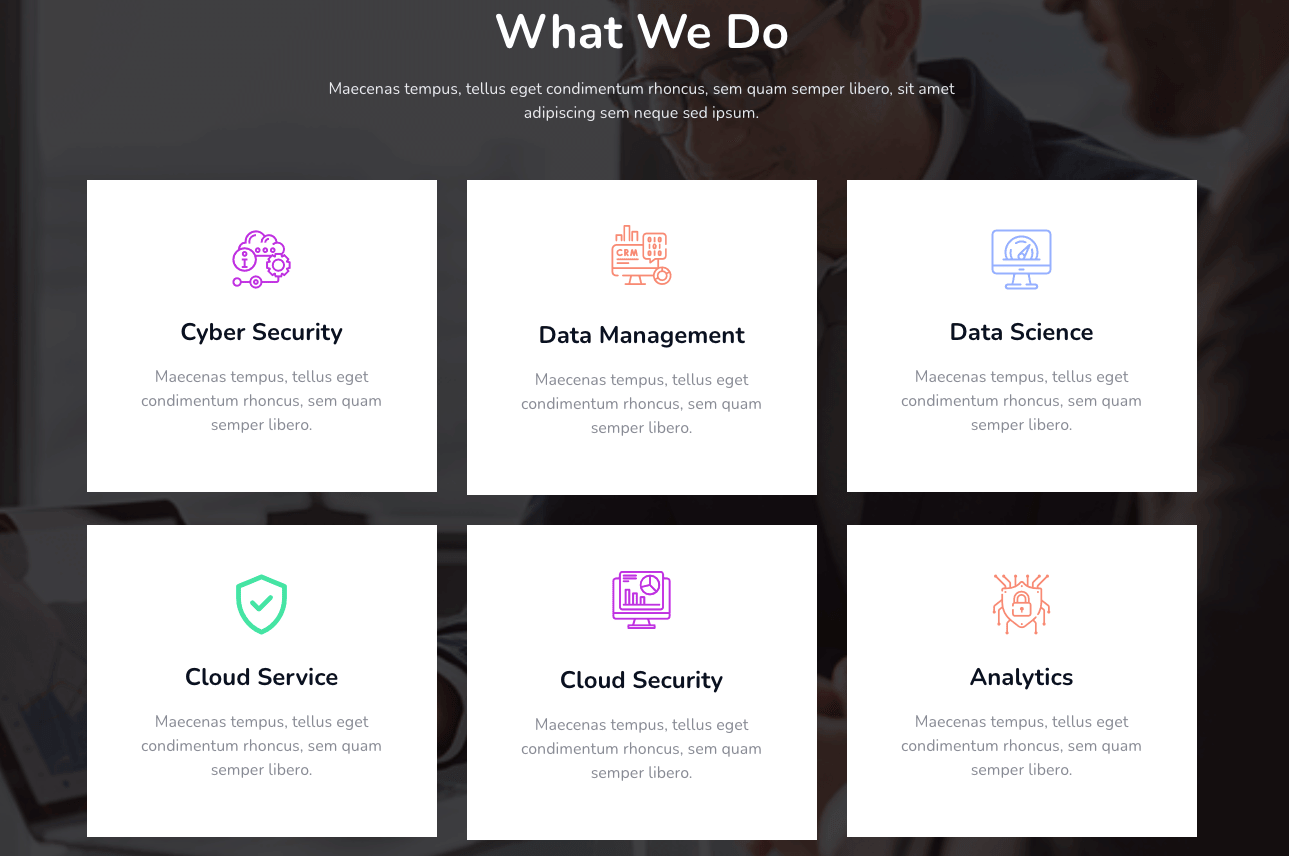 What We Do
Maecenas tempus, tellus eget condimentum rhoncus, sem quam semper libero, sit amet
adipiscing sem neque sed ipsum.
Cyber Security
Maecenas tempus, tellus eget
condimentum rhoncus, sem quam
semper libero.
CRM
010
101
010
Data Management
Maecenas tempus, tellus eget
condimentum rhoncus, sem quam
semper libero.
Data Science
Maecenas tempus, tellus eget
condimentum rhoncus, sem quam
semper libero.
Cloud Service
Maecenas tempus, tellus eget
condimentum rhoncus, sem quam
semper libero.
Cloud Security
Maecenas tempus, tellus eget
condimentum rhoncus, sem quam
semper libero.
Analytics
Maecenas tempus, tellus eget
condimentum rhoncus, sem quam
semper libero.